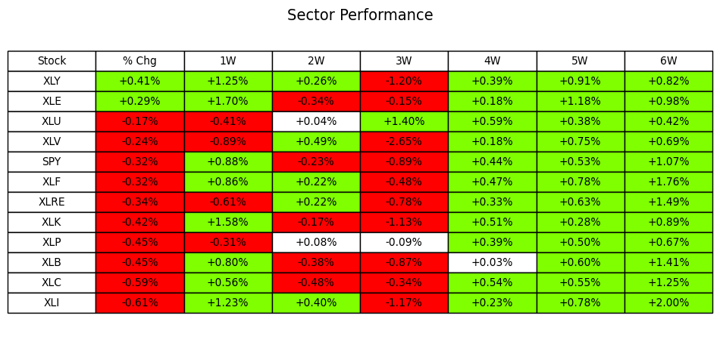 Sector Performance
Stock % Chg 1W 2W 3W 4W 5W 6W
XLY +0.41% +1.25% +0.26% -1.20% +0.39% +0.91% +0.82%
XLE +0.29% +1.70% -0.34% -0.15% +0.18% +1.18% +0.98%
XLU -0.17% -0.41% +0.04% +1.40% +0.59% +0.38% +0.42%
XLV -0.24% -0.89% +0.49% -2.65% +0.18% +0.75% +0.69%
SPY -0.32% +0.88% -0.23% -0.89% +0.44% +0.53% +1.07%
XLF -0.32% +0.86% +0.22% -0.48% +0.47% +0.78% +1.76%
XLRE -0.34% -0.61% +0.22% -0.78% +0.33% +0.63% +1.49%
XLK -0.42% +1.58% -0.17% -1.13% +0.51% +0.28% +0.89%
XLP -0.45% -0.31% +0.08% -0.09% +0.39% +0.50% +0.67%
XLB -0.45% +0.80% -0.38% -0.87% +0.03% +0.60% +1.41%
XLC -0.59% +0.56% -0.48% -0.34% +0.54% +0.55% +1.25%
XLI -0.61% +1.23% +0.40% -1.17% +0.23% +0.78% +2.00%